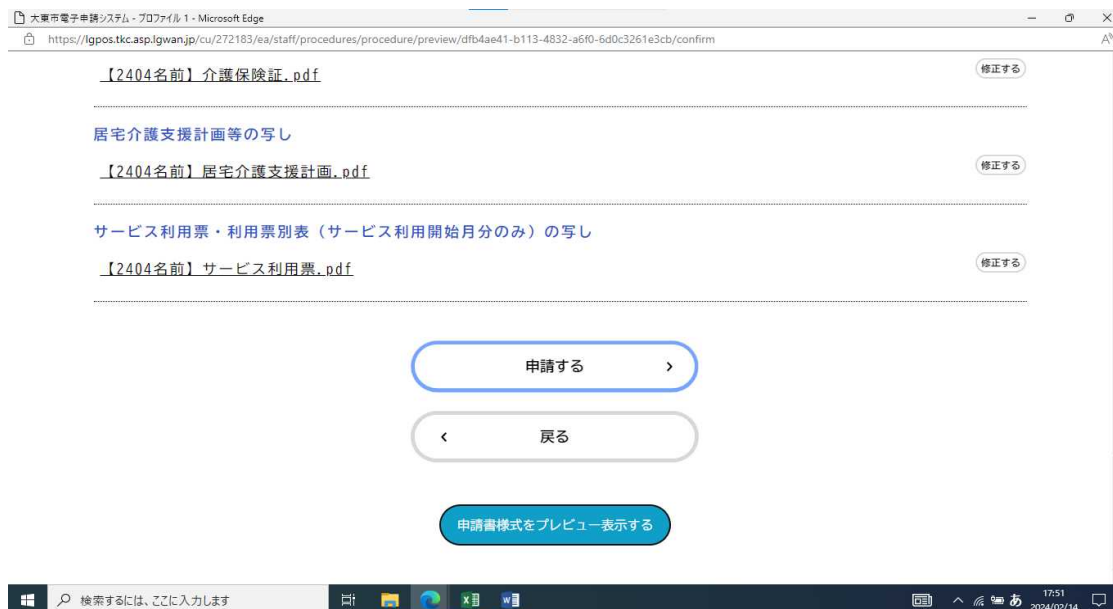 大東市電子申請システム - プロファイル 1 - Microsoft Edge
https://lgpos.tkc.asp.lgwan.jp/cu/272183/ea/staff/procedures/procedure/preview/dfb4ae41-b113-4832-a6f0-6d0c3261e3cb/confirm
【2404名前】介護保険証.pdf
修正する
居宅介護支援計画等の写し
【2404名前】居宅介護支援計画.pdf
修正する
サービス利用票・利用票別表（サービス利用開始月分のみ）の写し
【2404名前】サービス利用票.pdf
修正する
申請する
戻る
申請書様式をプレビュー表示する
検索するには、ここに入力します
あ
17:51
2024/02/14